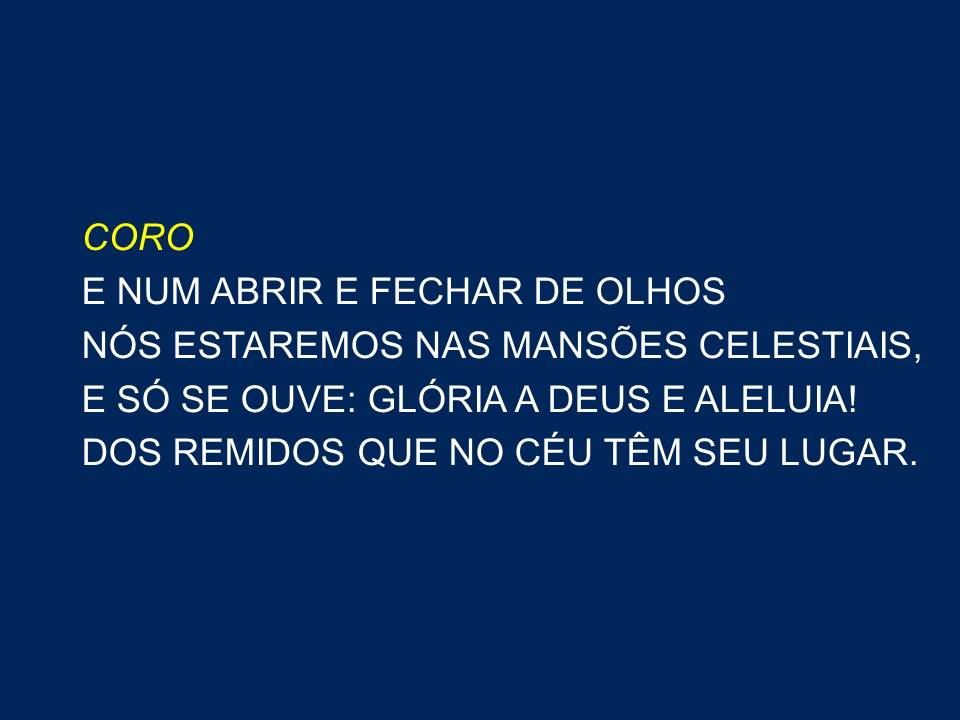 CORO
E NUM ABRIR E FECHAR DE OLHOS
NÓS ESTAREMOS NAS MANSÕES CELESTIAIS,
E SÓ SE OUVE: GLÓRIA A DEUS E ALELUIA!
DOS REMIDOS QUE NO CÉU TÊM SEU LUGAR.